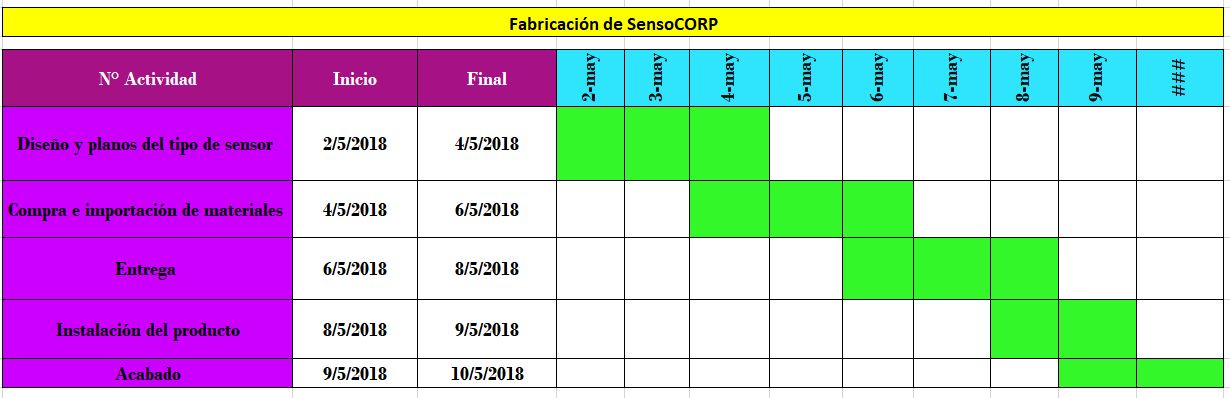 Fabricación de SensoCORP
N° Actividad Inicio Final 2-may 3-may 4-may 5-may 6-may 7-may 8-may 9-may ###
Diseño y planos del tipo de sensor 2/5/2018 4/5/2018
Compra e importación de materiales 4/5/2018 6/5/2018
Entrega 6/5/2018 8/5/2018
Instalación del producto 8/5/2018 9/5/2018
Acabado 9/5/2018 10/5/2018